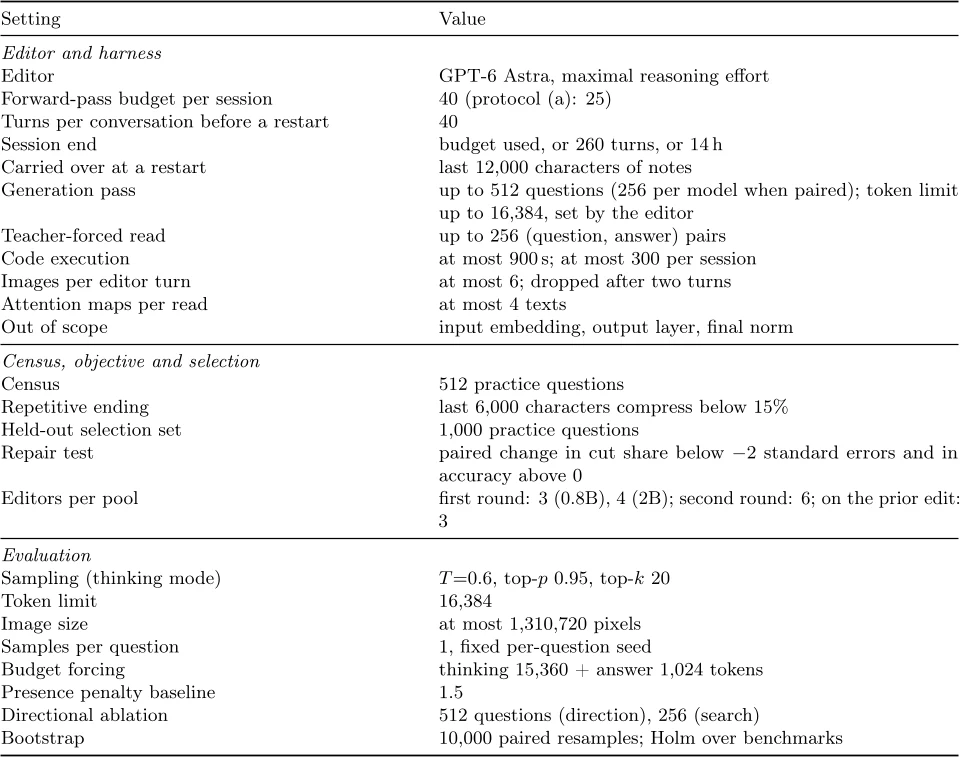 Setting Value
Editor and harness
Editor GPT-6 Astra, maximal reasoning effort
Forward-pass budget per session 40 (protocol (a): 25)
Turns per conversation before a restart 40
Session end budget used, or 260 turns, or 14 h
Carried over at a restart last 12,000 characters of notes
Generation pass up to 512 questions (256 per model when paired); token limit
up to 16,384, set by the editor
Teacher-forced read up to 256 (question, answer) pairs
Code execution at most 900 s; at most 300 per session
Images per editor turn at most 6; dropped after two turns
Attention maps per read at most 4 texts
Out of scope input embedding, output layer, final norm
Census, objective and selection
Census 512 practice questions
Repetitive ending last 6,000 characters compress below 15%
Held-out selection set 1,000 practice questions
Repair test paired change in cut share below −2 standard errors and in
accuracy above 0
Editors per pool first round: 3 (0.8B), 4 (2B); second round: 6; on the prior edit:
3
Evaluation
Sampling (thinking mode) T=0.6, top-p 0.95, top-k 20
Token limit 16,384
Image size at most 1,310,720 pixels
Samples per question 1, fixed per-question seed
Budget forcing thinking 15,360 + answer 1,024 tokens
Presence penalty baseline 1.5
Directional ablation 512 questions (direction), 256 (search)
Bootstrap 10,000 paired resamples; Holm over benchmarks